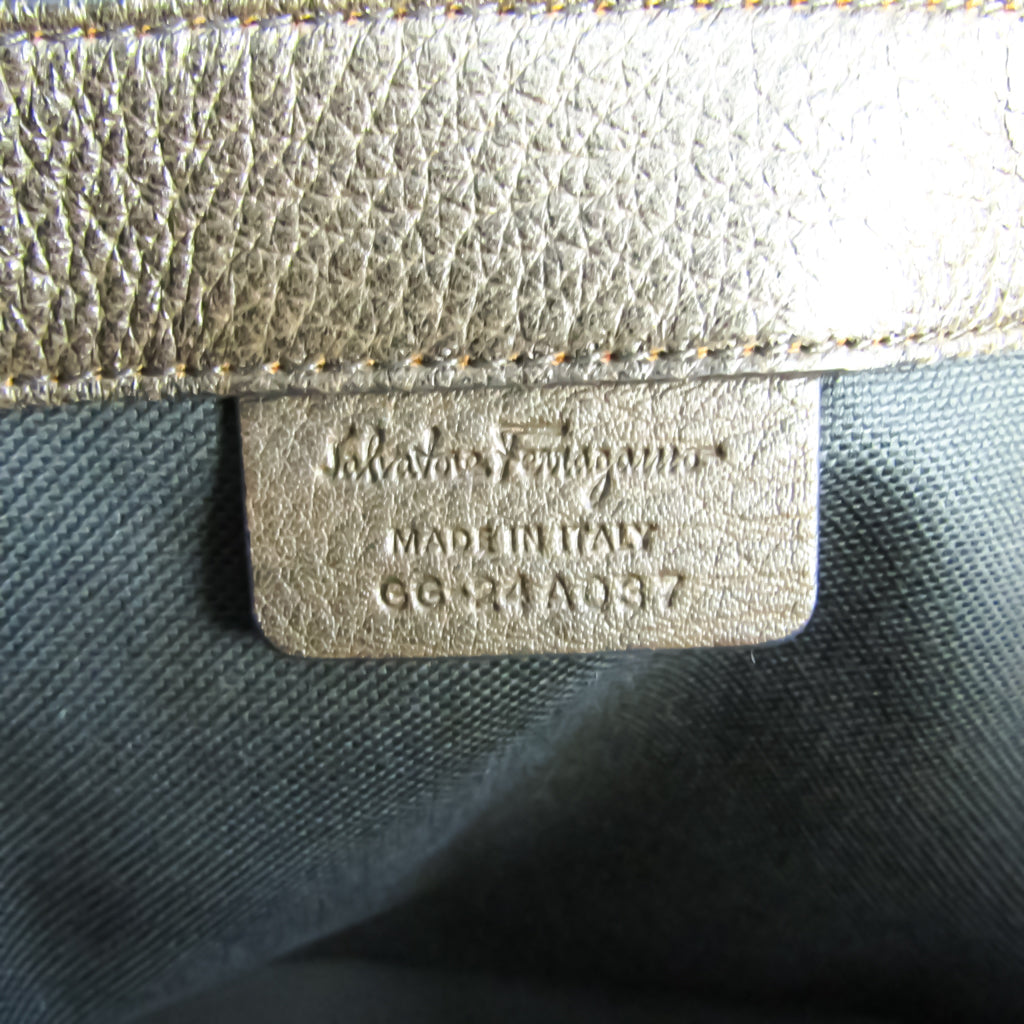 Salvatore Ferragamo
MADE IN ITALY
GG·24A037